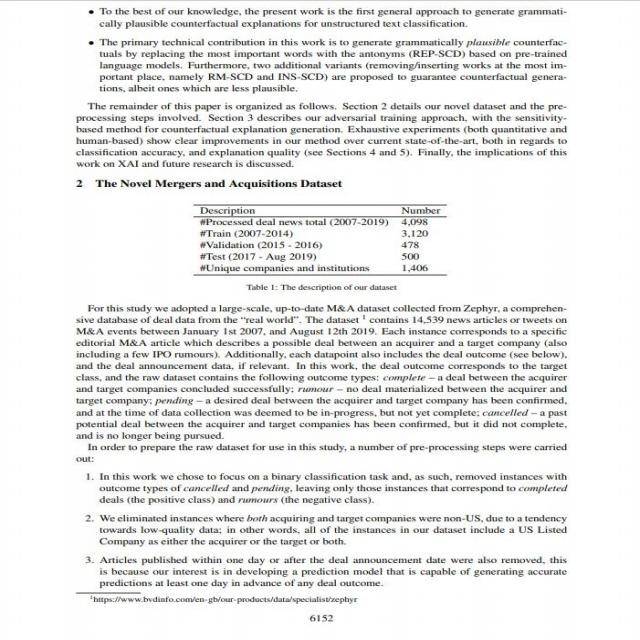 • To the best of our knowledge, the present work is the first general approach to generate grammati-
cally plausible counterfactual explanations for unstructured text classification.
• The primary technical contribution in this work is to generate grammatically plausible counterfac-
tuals by replacing the most important words with the antonyms (REP-SCD) based on pre-trained
language models. Furthermore, two additional variants (removing/inserting works at the most im-
portant place, namely RM-SCD and INS-SCD) are proposed to guarantee counterfactual genera-
tions, albeit ones which are less plausible.
The remainder of this paper is organized as follows. Section 2 details our novel dataset and the pre-
processing steps involved. Section 3 describes our adversarial training approach, with the sensitivity-
based method for counterfactual explanation generation. Exhaustive experiments (both quantitative and
human-based) show clear improvements in our method over current state-of-the-art, both in regards to
classification accuracy, and explanation quality (see Sections 4 and 5). Finally, the implications of this
work on XAI and future research is discussed.
2 The Novel Mergers and Acquisitions Dataset
Description Number
#Processed deal news total (2007-2019) 4,098
#Train (2007-2014) 3,120
#Validation (2015 - 2016) 478
#Test (2017 - Aug 2019) 500
#Unique companies and institutions 1,406
Table 1: The description of our dataset
For this study we adopted a large-scale, up-to-date M&A dataset collected from Zephyr, a comprehen-
sive database of deal data from the "real world". The dataset 1 contains 14,539 news articles or tweets on
M&A events between January 1st 2007, and August 12th 2019. Each instance corresponds to a specific
editorial M&A article which describes a possible deal between an acquirer and a target company (also
including a few IPO rumours). Additionally, each datapoint also includes the deal outcome (see below),
and the deal announcement data, if relevant. In this work, the deal outcome corresponds to the target
class, and the raw dataset contains the following outcome types: complete – a deal between the acquirer
and target companies concluded successfully; rumour – no deal materialized between the acquirer and
target company; pending – a desired deal between the acquirer and target company has been confirmed,
and at the time of data collection was deemed to be in-progress, but not yet complete; cancelled – a past
potential deal between the acquirer and target companies has been confirmed, but it did not complete,
and is no longer being pursued.
In order to prepare the raw dataset for use in this study, a number of pre-processing steps were carried
out:
1. In this work we chose to focus on a binary classification task and, as such, removed instances with
outcome types of cancelled and pending, leaving only those instances that correspond to completed
deals (the positive class) and rumours (the negative class).
2. We eliminated instances where both acquiring and target companies were non-US, due to a tendency
towards low-quality data; in other words, all of the instances in our dataset include a US Listed
Company as either the acquirer or the target or both.
3. Articles published within one day or after the deal announcement date were also removed, this
is because our interest is in developing a prediction model that is capable of generating accurate
predictions at least one day in advance of any deal outcome.
1https://www.bvdinfo.com/en-gb/our-products/data/specialist/zephyr
6152